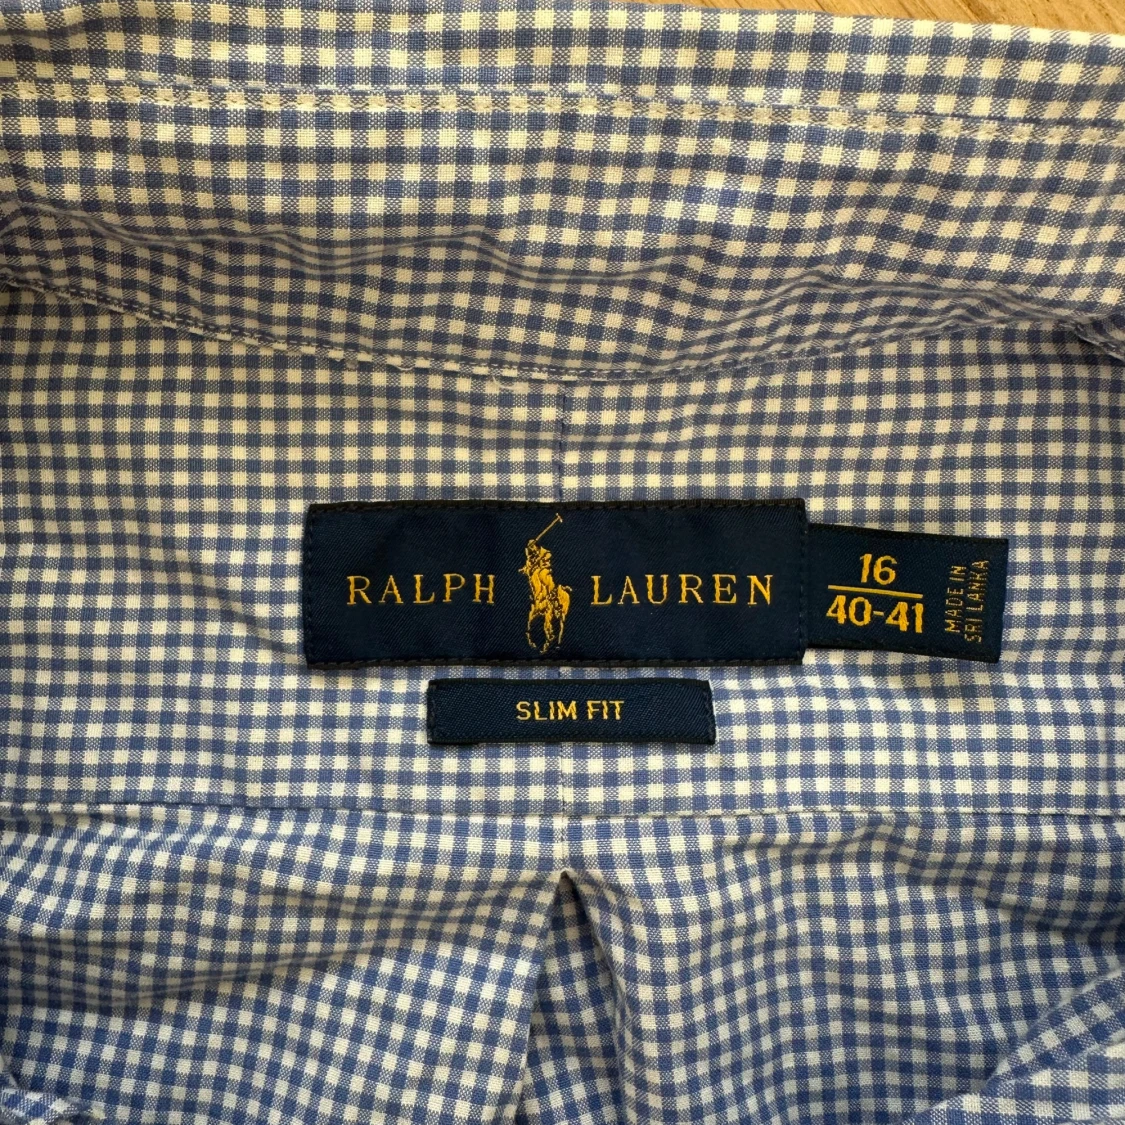 RALPH LAUREN
16
40-41
MADE IN
SRI LANKA
SLIM FIT